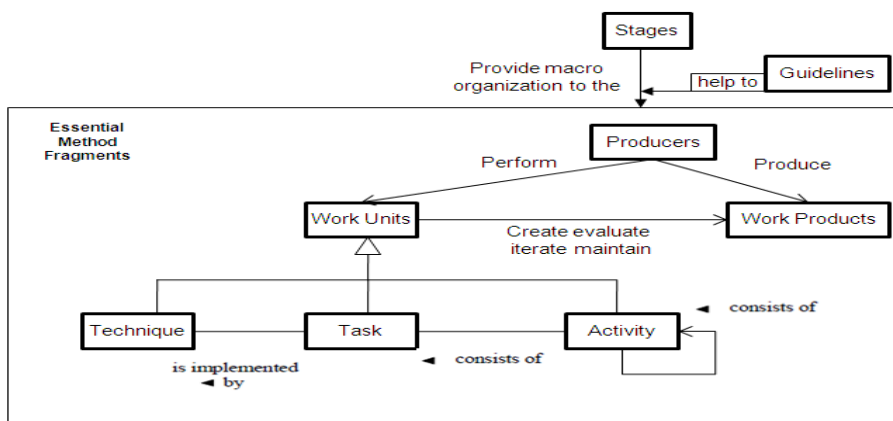 Stages
Provide macro
organization to the
help to
Guidelines
Essential
Method
Fragments
Producers
Perform
Produce
Work Units
Create evaluate
iterate maintain
Work Products
◄ consists of
Technique
Task
Activity
is implemented
◄ by
◄ consists of